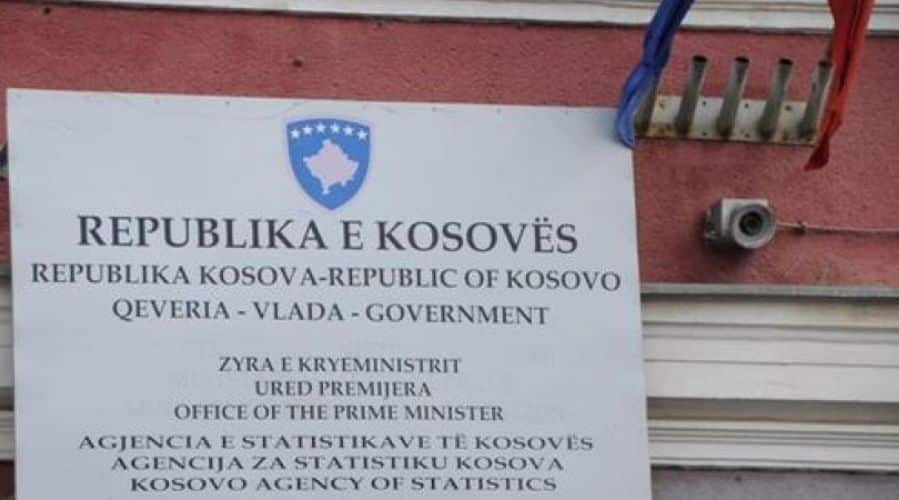 REPUBLIKA E KOSOVËS
REPUBLIKA KOSOVA-REPUBLIC OF KOSOVO
QEVERIA - VLADA - GOVERNMENT
ZYRA E KRYEMINISTRIT
URED PREMIJERA
OFFICE OF THE PRIME MINISTER
AGJENCIA E STATISTIKAVE TË KOSOVËS
AGENCIJA ZA STATISTIKU KOSOVA
KOSOVO AGENCY OF STATISTICS